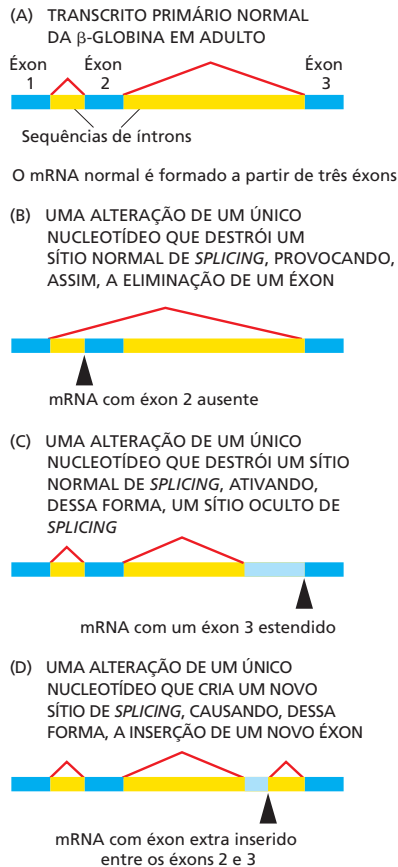 (A) TRANSCRITO PRIMÁRIO NORMAL
DA β-GLOBINA EM ADULTO
Éxon 1
Éxon 2
Éxon 3
Sequências de íntrons
O mRNA normal é formado a partir de três éxons
(B) UMA ALTERAÇÃO DE UM ÚNICO
NUCLEOTÍDEO QUE DESTRÓI UM
SÍTIO NORMAL DE SPLICING, PROVOCANDO,
ASSIM, A ELIMINAÇÃO DE UM ÉXON
mRNA com éxon 2 ausente
(C) UMA ALTERAÇÃO DE UM ÚNICO
NUCLEOTÍDEO QUE DESTRÓI UM SÍTIO
NORMAL DE SPLICING, ATIVANDO,
DESSA FORMA, UM SÍTIO OCULTO DE
SPLICING
mRNA com um éxon 3 estendido
(D) UMA ALTERAÇÃO DE UM ÚNICO
NUCLEOTÍDEO QUE CRIA UM NOVO
SÍTIO DE SPLICING, CAUSANDO, DESSA
FORMA, A INSERÇÃO DE UM NOVO ÉXON
mRNA com éxon extra inserido
entre os éxons 2 e 3